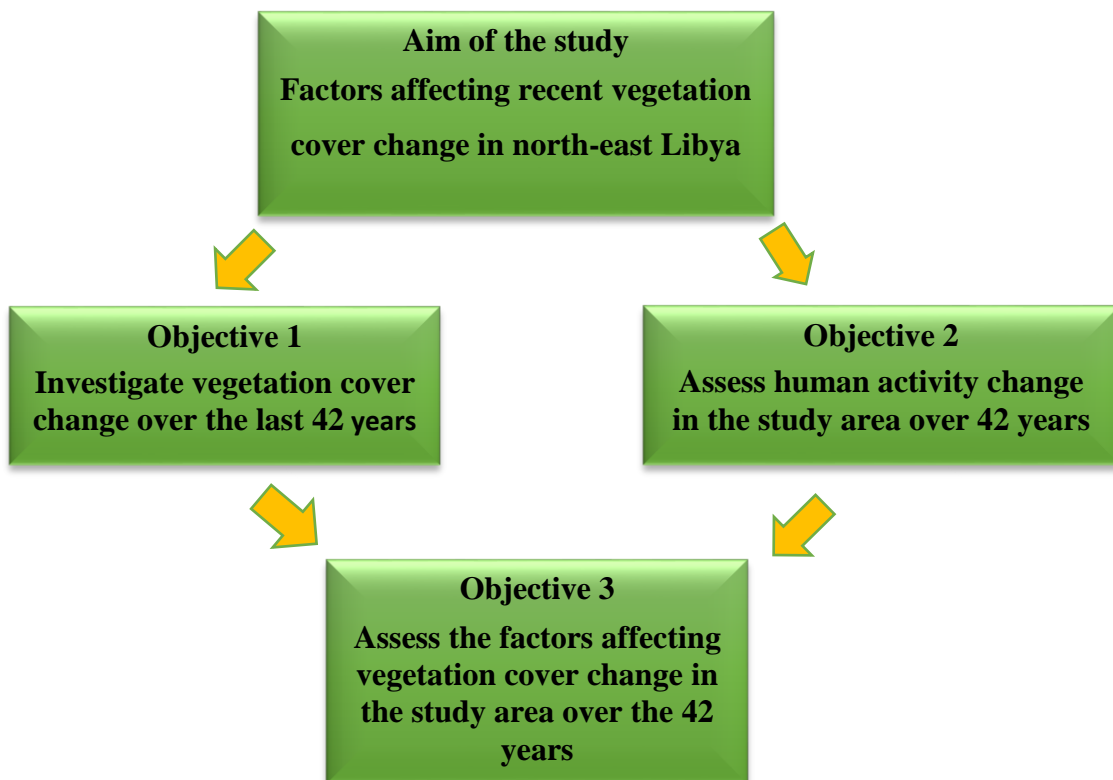 Aim of the study
Factors affecting recent vegetation
cover change in north-east Libya
Objective 1
Investigate vegetation cover
change over the last 42 years
Objective 2
Assess human activity change
in the study area over 42 years
Objective 3
Assess the factors affecting
vegetation cover change in
the study area over the 42
years